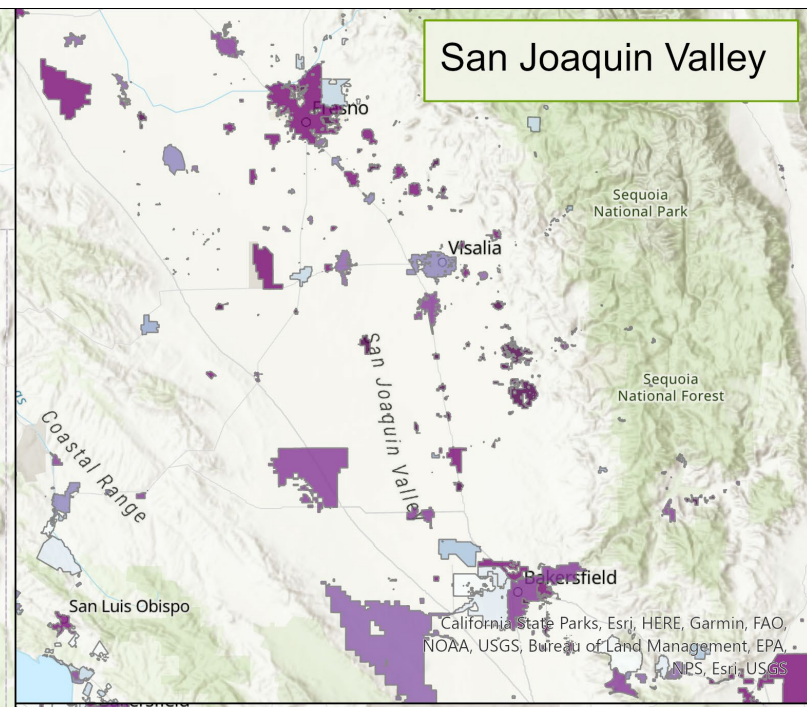 San Joaquin Valley
Fresno
Sequoia
National Park
Visalia
San Joaquin Valley
Sequoia
National Forest
Coastal Range
Bakersfield
San Luis Obispo
California State Parks, Esri, HERE, Garmin, FAO,
NOAA, USGS, Bureau of Land Management, EPA,
NPS, Esri, USGS